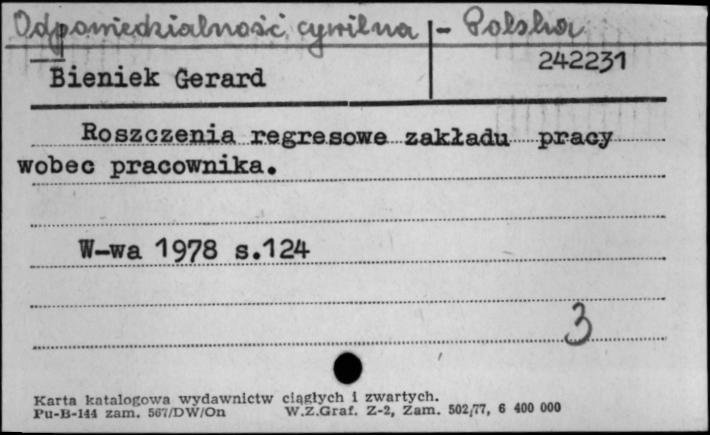 Odpowiedzialność cywilna - Polska
242231
Bieniek Gerard
Roszczenia regresowe zakładu pracy
wobec pracownika.
W-wa 1978 s.124
3
Karta katalogowa wydawnictw ciągłych i zwartych.
Pu-B-144 zam. 567/DW/On W.Z.Graf. Z-2, Zam. 502/77, 6 400 000